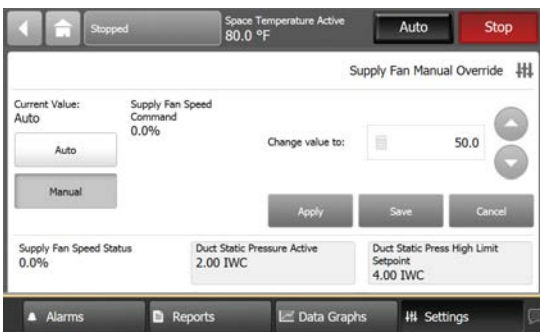 Stopped
Space Temperature Active
80.0 °F
Auto
Stop
Supply Fan Manual Override
Current Value:
Auto
Supply Fan Speed
Command
0.0%
Auto
Manual
Change value to:
50.0
Apply
Save
Cancel
Supply Fan Speed Status
0.0%
Duct Static Pressure Active
2.00 IWC
Duct Static Press High Limit
Setpoint
4.00 IWC
Alarms
Reports
Data Graphs
Settings